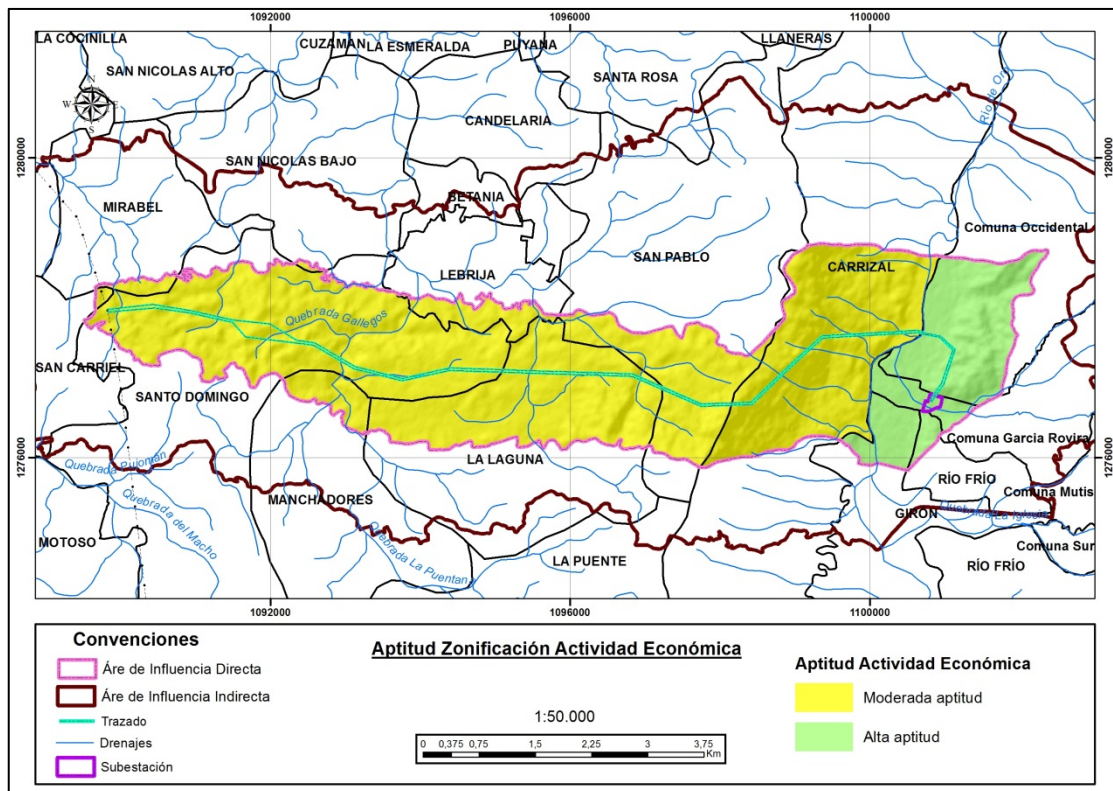 1092000
1096000
1100000
LA COCINILLA
CUZAMAN
LA ESMERALDA
PUYANA
LLANERAS
SAN NICOLAS ALTO
SANTA ROSA
N
W
E
S
Río de Oro
CANDELARIA
1280000
1280000
SAN NICOLAS BAJO
BETANIA
MIRABEL
Comuna Occidental
SAN PABLO
CARRIZAL
LEBRIJA
Quebrada Gallegos
SAN CARRIEL
SANTO DOMINGO
Comuna Garcia Rovira
1276000
1276000
LA LAGUNA
RÍO FRÍO
Comuna Mutis
MANCHADORES
GIRON
Quebrada La Iglesia
Quebrada del Macho
MOTOSO
Quebrada La Puentana
LA PUENTE
Comuna Sur
RÍO FRÍO
1092000
1096000
1100000
Convenciones
Áre de Influencia Directa
Áre de Influencia Indirecta
Trazado
Drenajes
Subestación
Aptitud Zonificación Actividad Económica
1:50.000
0 0,375 0,75 1,5 2,25 3 3,75
Km
Aptitud Actividad Económica
Moderada aptitud
Alta aptitud